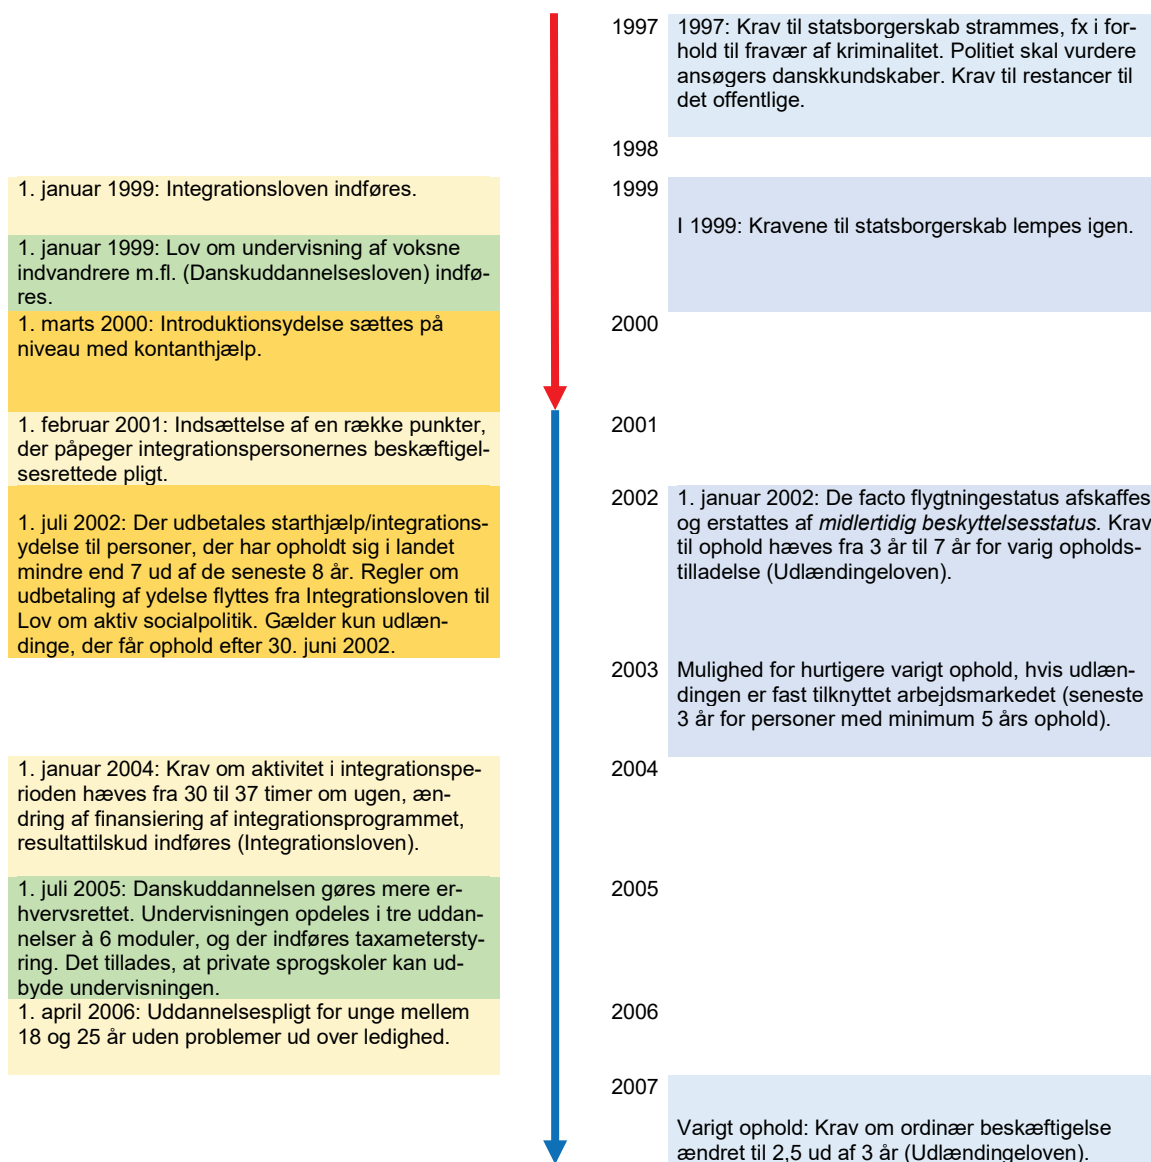 1997
1997: Krav til statsborgerskab strammes, fx i for-
hold til fravær af kriminalitet. Politiet skal vurdere
ansøgers danskkundskaber. Krav til restancer til
det offentlige.
1998
1. januar 1999: Integrationsloven indføres.
1999
I 1999: Kravene til statsborgerskab lempes igen.
1. januar 1999: Lov om undervisning af voksne
indvandrere m.fl. (Danskuddannelsesloven) indfø-
res.
1. marts 2000: Introduktionsydelse sættes på
niveau med kontanthjælp.
2000
1. februar 2001: Indsættelse af en række punkter,
der påpeger integrationspersonernes beskæftigel-
sesrettede pligt.
2001
1. juli 2002: Der udbetales starthjælp/integrations-
ydelse til personer, der har opholdt sig i landet
mindre end 7 ud af de seneste 8 år. Regler om
udbetaling af ydelse flyttes fra Integrationsloven til
Lov om aktiv socialpolitik. Gælder kun udlæn-
dinge, der får ophold efter 30. juni 2002.
2002
1. januar 2002: De facto flygtningestatus afskaffes
og erstattes af midlertidig beskyttelsesstatus. Krav
til ophold hæves fra 3 år til 7 år for varig opholds-
tilladelse (Udlændingeloven).
2003
Mulighed for hurtigere varigt ophold, hvis udlæn-
dingen er fast tilknyttet arbejdsmarkedet (seneste
3 år for personer med minimum 5 års ophold).
1. januar 2004: Krav om aktivitet i integrationspe-
rioden hæves fra 30 til 37 timer om ugen, æn-
dring af finansiering af integrationsprogrammet,
resultattilskud indføres (Integrationsloven).
2004
1. juli 2005: Danskuddannelsen gøres mere er-
hvervsrettet. Undervisningen opdeles i tre uddan-
nelser à 6 moduler, og der indføres taxametersty-
ring. Det tillades, at private sprogskoler kan ud-
byde undervisningen.
2005
1. april 2006: Uddannelsespligt for unge mellem
18 og 25 år uden problemer ud over ledighed.
2006
2007
Varigt ophold: Krav om ordinær beskæftigelse
ændret til 2,5 ud af 3 år (Udlændingeloven).